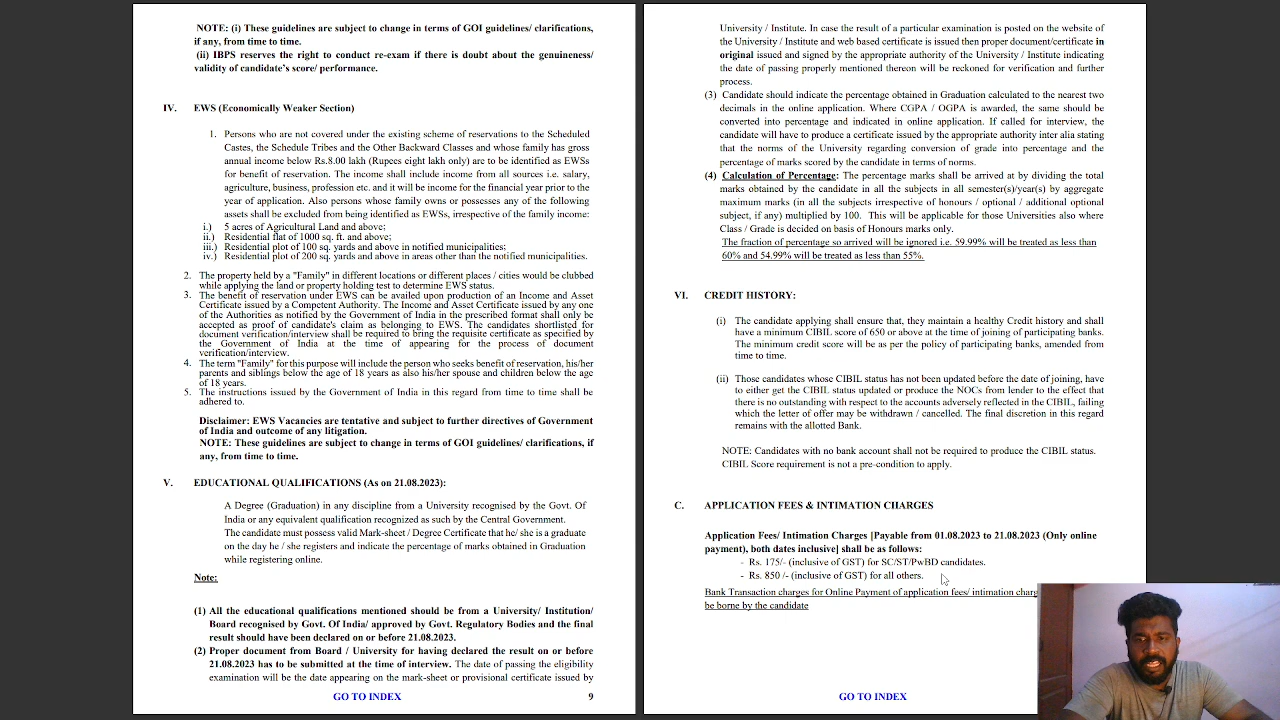 NOTE: (i) These guidelines are subject to change in terms of GOI guidelines/ clarifications,
if any, from time to time.
(ii) IBPS reserves the right to conduct re-exam if there is doubt about the genuineness/
validity of candidate's score/ performance.
IV. EWS (Economically Weaker Section)
1. Persons who are not covered under the existing scheme of reservations to the Scheduled
Castes, the Schedule Tribes and the Other Backward Classes and whose family has gross
annual income below Rs.8.00 lakh (Rupees eight lakh only) are to be identified as EWSs
for benefit of reservation. The income shall include income from all sources i.e. salary,
agriculture, business, profession etc. and it will be income for the financial year prior to the
year of application. Also persons whose family owns or possesses any of the following
assets shall be excluded from being identified as EWSs, irrespective of the family income:
i.) 5 acres of Agricultural Land and above;
ii.) Residential flat of 1000 sq. ft. and above;
iii.) Residential plot of 100 sq. yards and above in notified municipalities;
iv.) Residential plot of 200 sq. yards and above in areas other than the notified municipalities.
2. The property held by a "Family" in different locations or different places / cities would be clubbed
while applying the land or property holding test to determine EWS status.
3. The benefit of reservation under EWS can be availed upon production of an Income and Asset
Certificate issued by a Competent Authority. The Income and Asset Certificate issued by any one
of the Authorities as notified by the Government of India in the prescribed format shall only be
accepted as proof of candidate's claim as belonging to EWS. The candidates shortlisted for
document verification/interview shall be required to bring the requisite certificate as specified by
the Government of India at the time of appearing for the process of document
verification/interview.
4. The term "Family" for this purpose will include the person who seeks benefit of reservation, his/her
parents and siblings below the age of 18 years as also his/her spouse and children below the age
of 18 years.
5. The instructions issued by the Government of India in this regard from time to time shall be
adhered to.
Disclaimer: EWS Vacancies are tentative and subject to further directives of Government
of India and outcome of any litigation.
NOTE: These guidelines are subject to change in terms of GOI guidelines/ clarifications, if
any, from time to time.
V. EDUCATIONAL QUALIFICATIONS (As on 21.08.2023):
A Degree (Graduation) in any discipline from a University recognised by the Govt. Of
India or any equivalent qualification recognized as such by the Central Government.
The candidate must possess valid Mark-sheet / Degree Certificate that he/ she is a graduate
on the day he / she registers and indicate the percentage of marks obtained in Graduation
while registering online.
Note:
(1) All the educational qualifications mentioned should be from a University/ Institution/
Board recognised by Govt. Of India/ approved by Govt. Regulatory Bodies and the final
result should have been declared on or before 21.08.2023.
(2) Proper document from Board / University for having declared the result on or before
21.08.2023 has to be submitted at the time of interview. The date of passing the eligibility
examination will be the date appearing on the mark-sheet or provisional certificate issued by
GO TO INDEX 9
University / Institute. In case the result of a particular examination is posted on the website of
the University / Institute and web based certificate is issued then proper document/certificate in
original issued and signed by the appropriate authority of the University / Institute indicating
the date of passing properly mentioned thereon will be reckoned for verification and further
process.
(3) Candidate should indicate the percentage obtained in Graduation calculated to the nearest two
decimals in the online application. Where CGPA / OGPA is awarded, the same should be
converted into percentage and indicated in online application. If called for interview, the
candidate will have to produce a certificate issued by the appropriate authority inter alia stating
that the norms of the University regarding conversion of grade into percentage and the
percentage of marks scored by the candidate in terms of norms.
(4) Calculation of Percentage: The percentage marks shall be arrived at by dividing the total
marks obtained by the candidate in all the subjects in all semester(s)/year(s) by aggregate
maximum marks (in all the subjects irrespective of honours / optional / additional optional
subject, if any) multiplied by 100. This will be applicable for those Universities also where
Class / Grade is decided on basis of Honours marks only.
The fraction of percentage so arrived will be ignored i.e. 59.99% will be treated as less than
60% and 54.99% will be treated as less than 55%.
VI. CREDIT HISTORY:
(i) The candidate applying shall ensure that, they maintain a healthy Credit history and shall
have a minimum CIBIL score of 650 or above at the time of joining of participating banks.
The minimum credit score will be as per the policy of participating banks, amended from
time to time.
(ii) Those candidates whose CIBIL status has not been updated before the date of joining, have
to either get the CIBIL status updated or produce the NOCs from lender to the effect that
there is no outstanding with respect to the accounts adversely reflected in the CIBIL, failing
which the letter of offer may be withdrawn / cancelled. The final discretion in this regard
remains with the allotted Bank.
NOTE: Candidates with no bank account shall not be required to produce the CIBIL status.
CIBIL Score requirement is not a pre-condition to apply.
C. APPLICATION FEES & INTIMATION CHARGES
Application Fees/ Intimation Charges [Payable from 01.08.2023 to 21.08.2023 (Only online
payment), both dates inclusive] shall be as follows:
- Rs. 175/- (inclusive of GST) for SC/ST/PwBD candidates.
- Rs. 850 /- (inclusive of GST) for all others.
Bank Transaction charges for Online Payment of application fees/ intimation
be borne by the candidate
GO TO INDEX